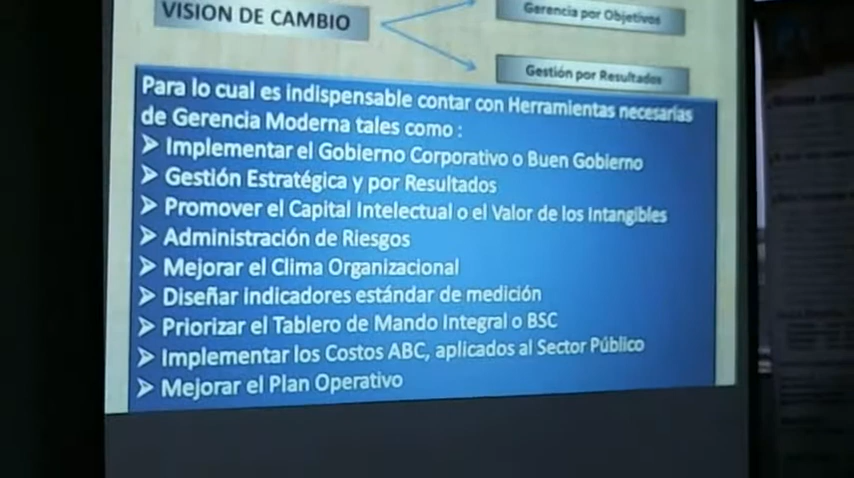 VISION DE CAMBIO
Gerencia por Objetivos
Gestión por Resultados
Para lo cual es indispensable contar con Herramientas necesarias
de Gerencia Moderna tales como :
➤ Implementar el Gobierno Corporativo o Buen Gobierno
➤ Gestión Estratégica y por Resultados
➤ Promover el Capital Intelectual o el Valor de los Intangibles
➤ Administración de Riesgos
➤ Mejorar el Clima Organizacional
➤ Diseñar indicadores estándar de medición
➤ Priorizar el Tablero de Mando Integral o BSC
➤ Implementar los Costos ABC, aplicados al Sector Público
➤ Mejorar el Plan Operativo